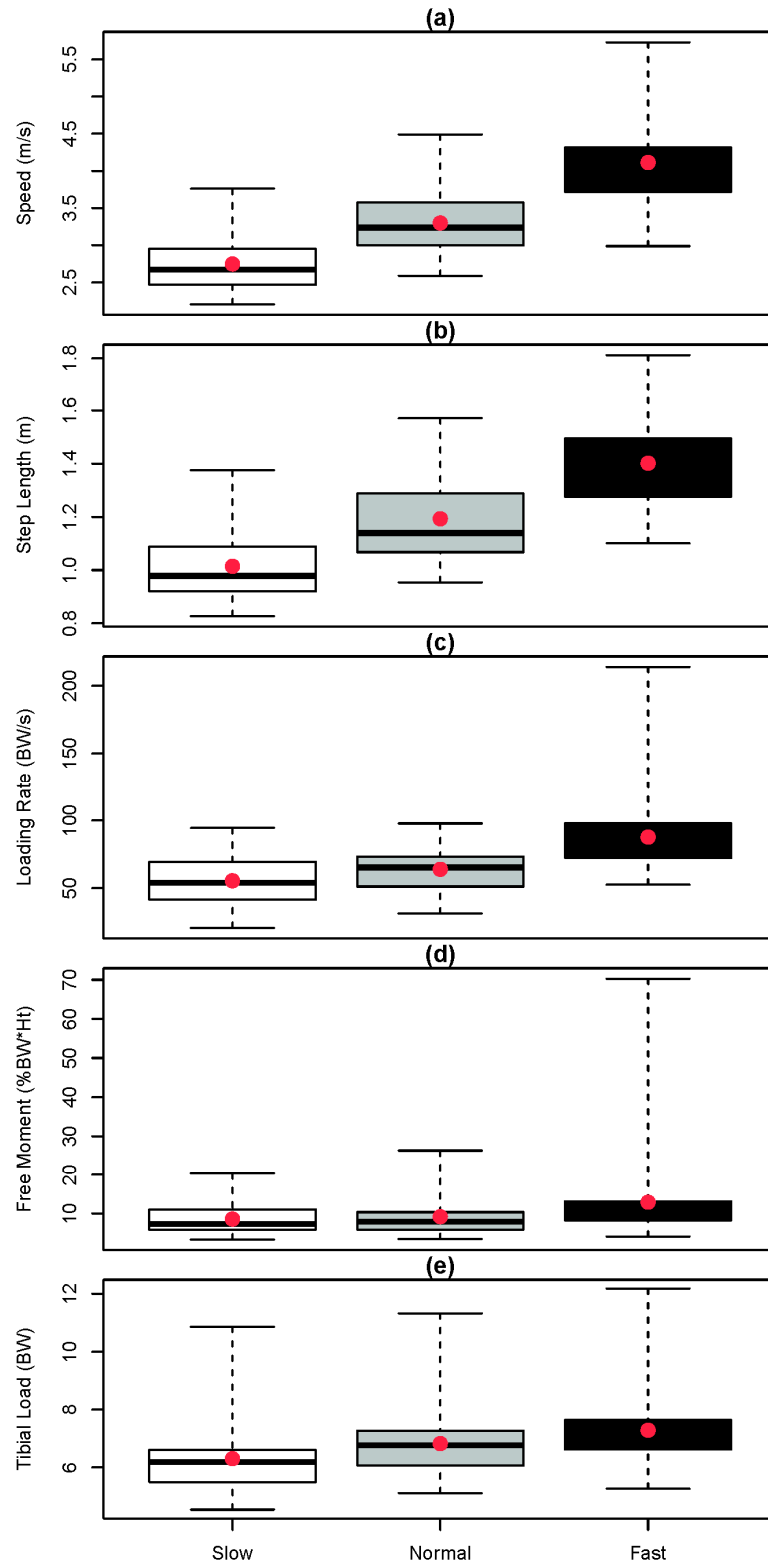 (a)
Speed (m/s)
5.5
4.5
3.5
2.5
(b)
Step Length (m)
1.8
1.6
1.4
1.2
1.0
0.8
(c)
Loading Rate (BW/s)
200
150
100
50
(d)
Free Moment (%BW*Ht)
70
60
50
40
30
20
10
(e)
Tibial Load (BW)
12
10
8
6
Slow Normal Fast